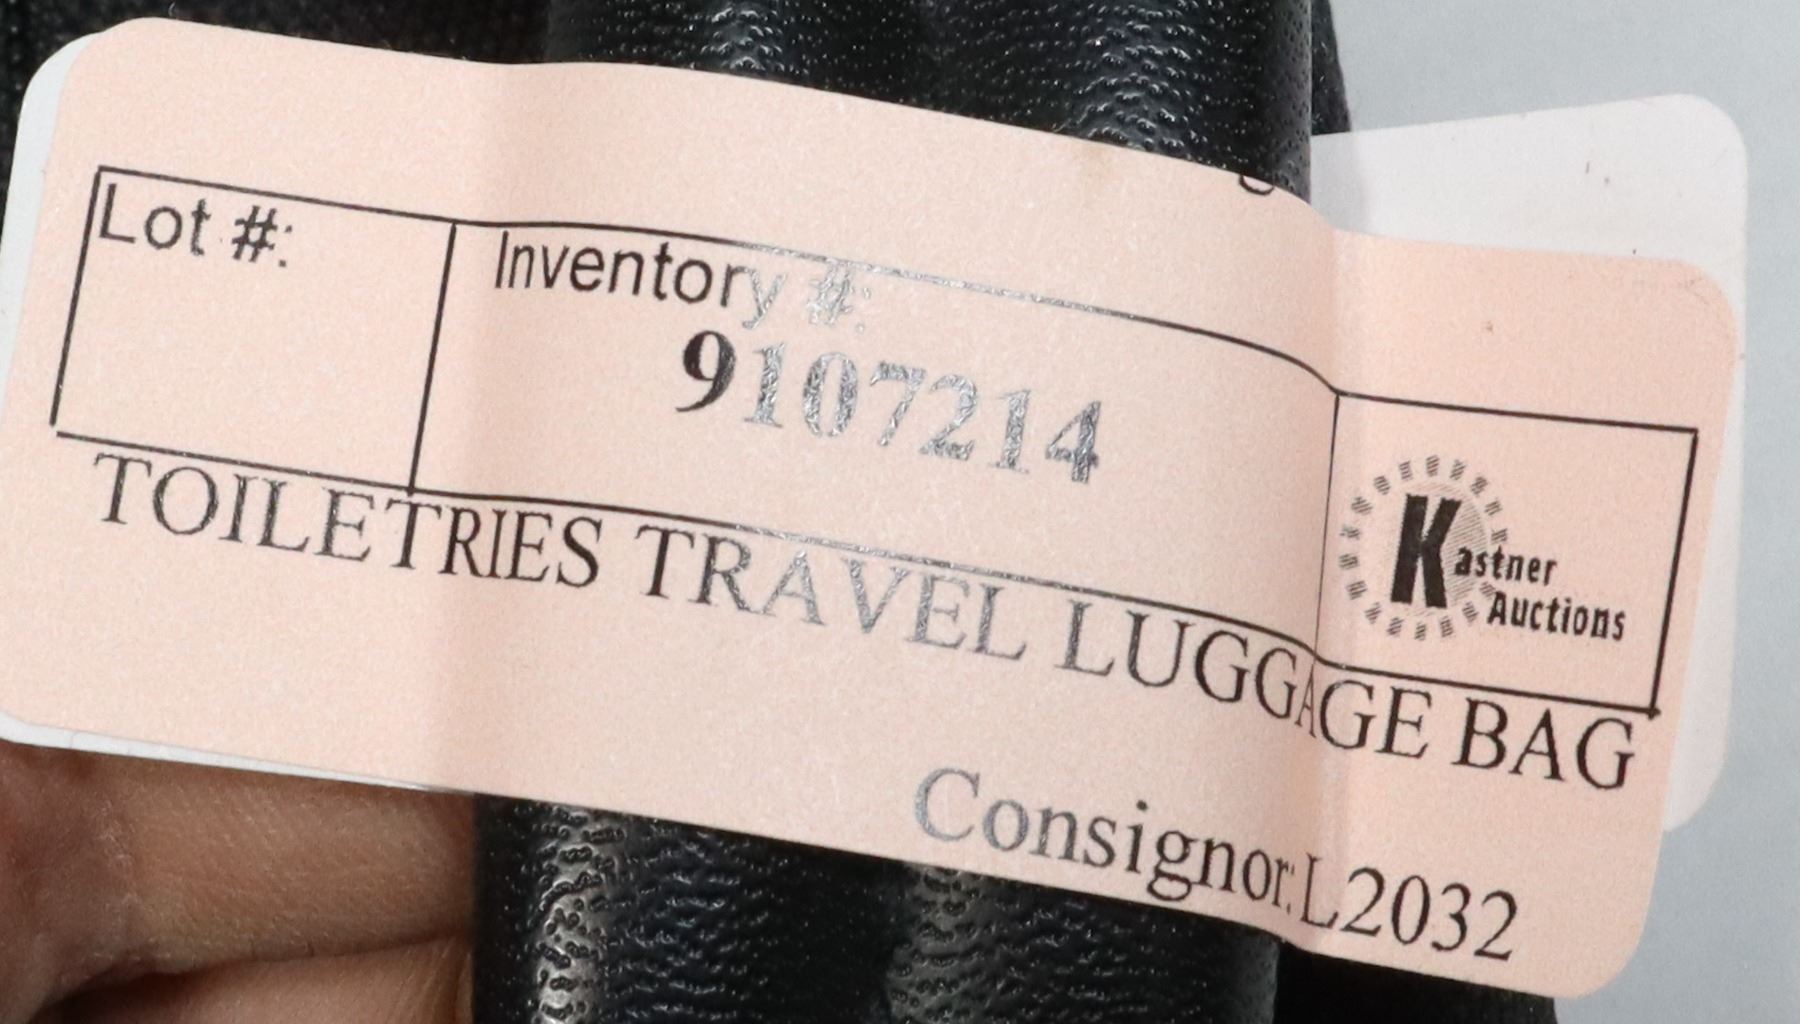 Lot #:
Inventory #:
9107214
Kastner
Auctions
TOILETRIES TRAVEL LUGGAGE BAG
Consignor:L2032